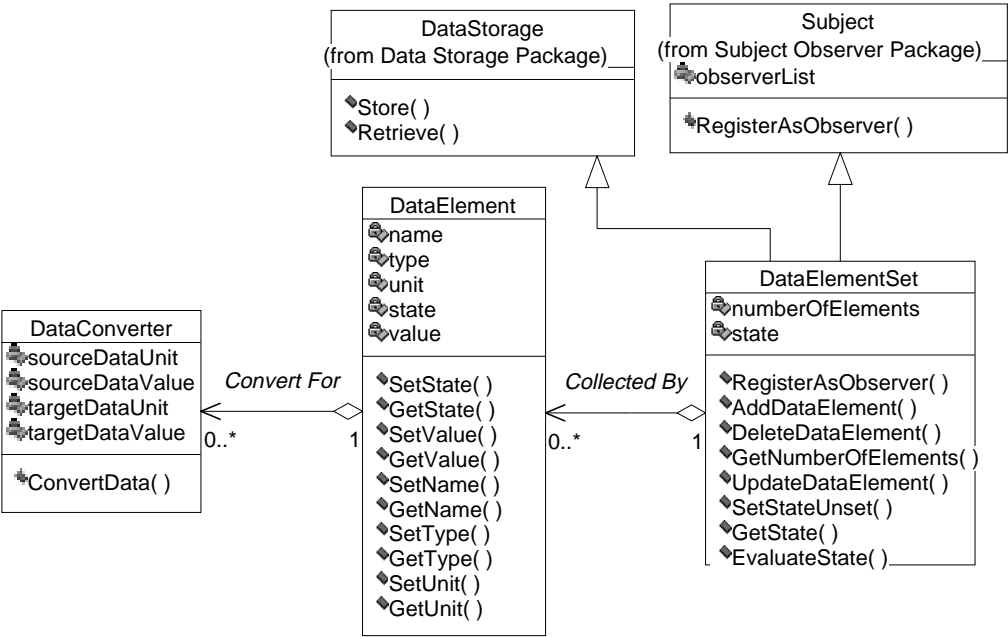 DataStorage
(from Data Storage Package)
Store( )
Retrieve( )
Subject
(from Subject Observer Package)
observerList
RegisterAsObserver( )
DataElement
name
type
unit
state
value
SetState( )
GetState( )
SetValue( )
GetValue( )
SetName( )
GetName( )
SetType( )
GetType( )
SetUnit( )
GetUnit( )
DataElementSet
numberOfElements
state
RegisterAsObserver( )
AddDataElement( )
DeleteDataElement( )
GetNumberOfElements( )
UpdateDataElement( )
SetStateUnset( )
GetState( )
EvaluateState( )
DataConverter
sourceDataUnit
sourceDataValue
targetDataUnit
targetDataValue
ConvertData( )
Convert For
0..*
1
Collected By
0..*
1